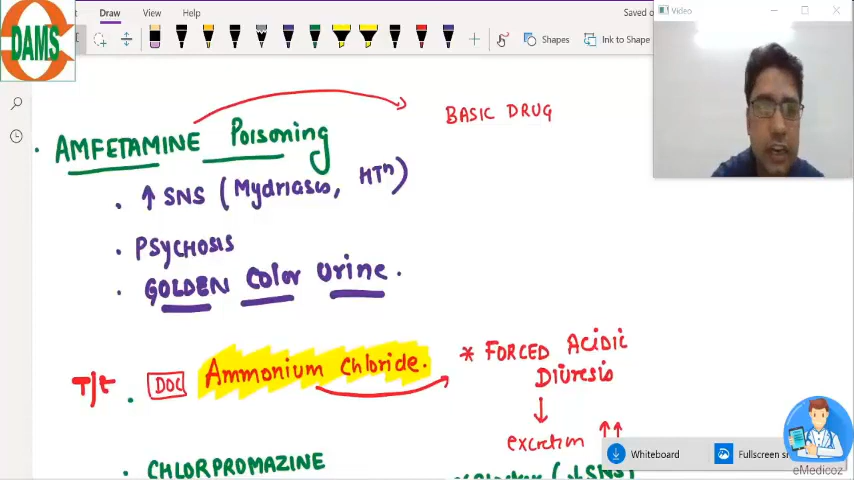 Draw
View
Help
Saved o
Video
DAMS
Shapes
Ink to Shape
BASIC DRUG
AMFETAMINE Poisoning
↑ SNS (Mydriasis, HTⁿ)
PSYCHOSIS
GOLDEN Color Urine.
T/t DOC Ammonium Chloride.
* FORCED ACIDIC
Diuresis
↓
excretion ↑↑
CHLORPROMAZINE
Whiteboard
Fullscreen sn
eMedicoz